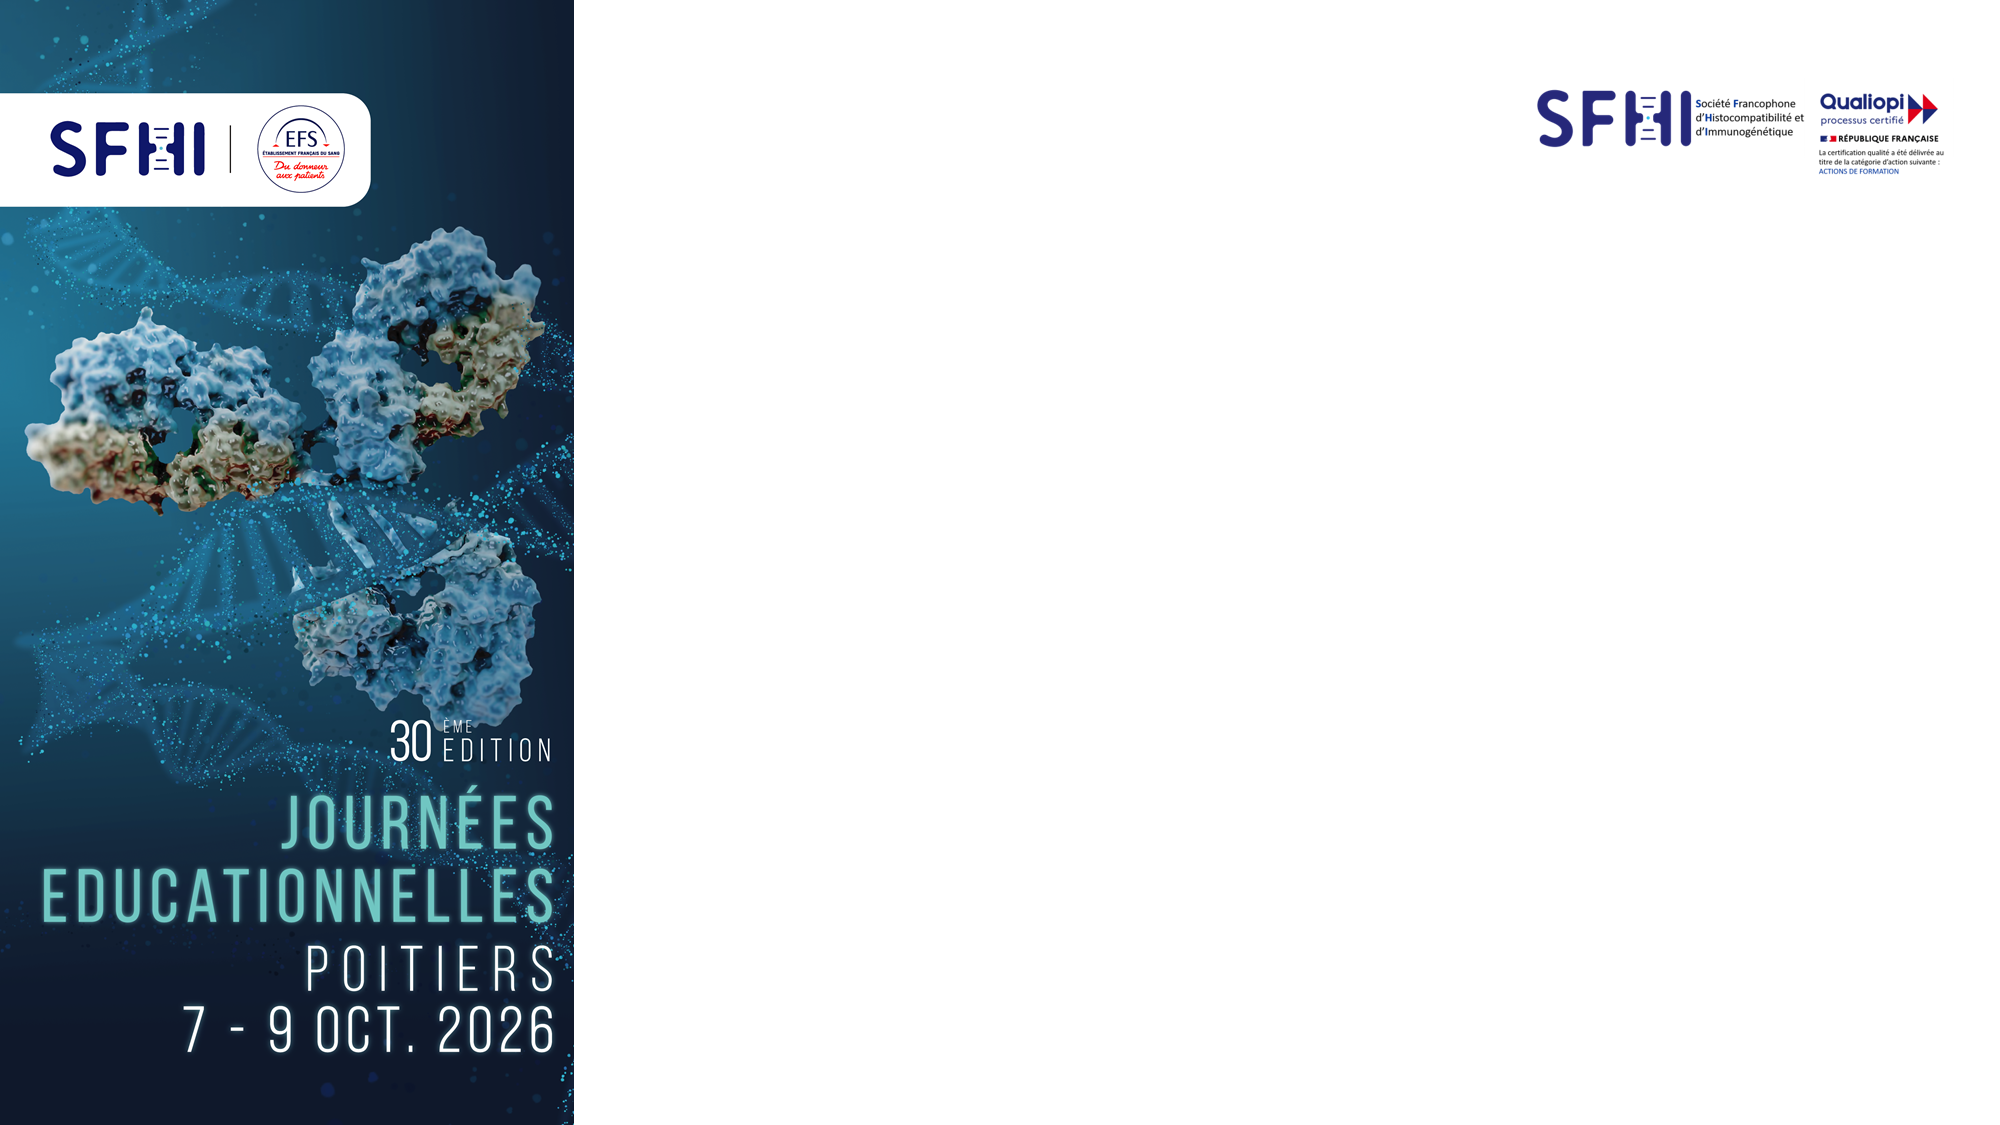 SFHI
EFS
ÉTABLISSEMENT FRANÇAIS DU SANG
Du donneur
aux patients
30 ÈME
EDITION
JOURNÉES
EDUCATIONNELLES
POITIERS
7 - 9 OCT. 2026
SFHI
Société Francophone
d'Histocompatibilité et
d'Immunogénétique
Qualiopi
processus certifié
RÉPUBLIQUE FRANÇAISE
La certification qualité a été délivrée au
titre de la catégorie d'action suivante :
ACTIONS DE FORMATION